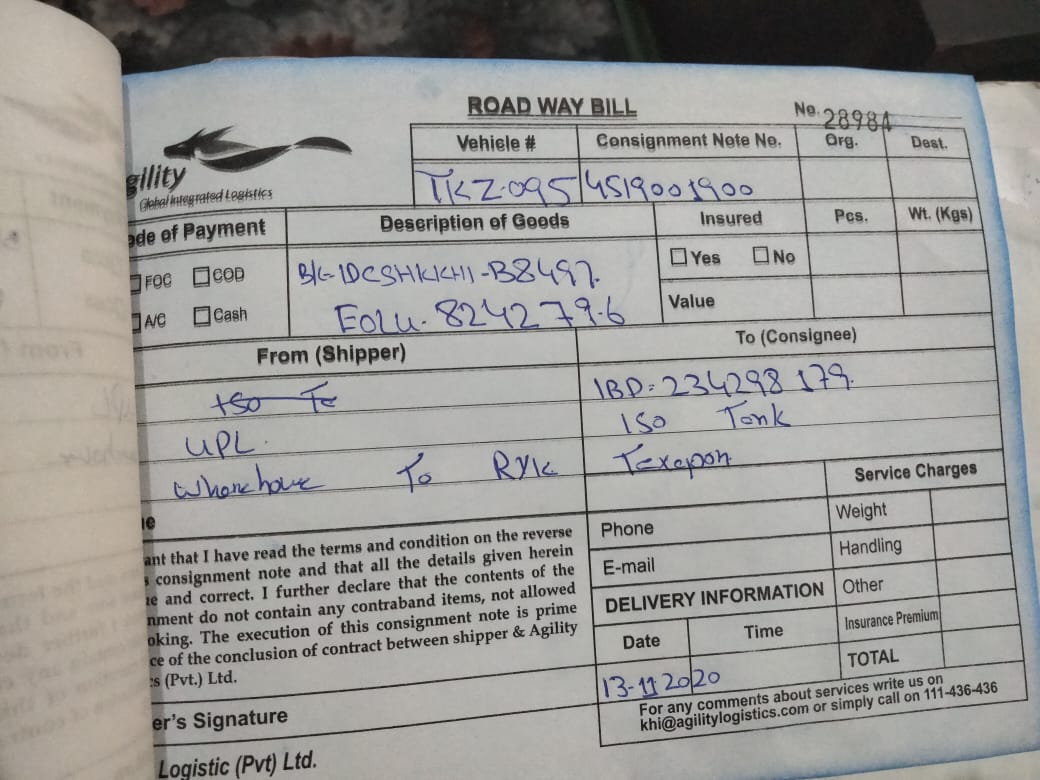 ROAD WAY BILL
No. 28984
gility
Global Integrated Logistics
Vehicle # Consignment Note No. Org. Dest.
TKZ-095 4519001900
ode of Payment Description of Goods Insured Pcs. Wt. (Kgs)
FOC COD Yes No
B/L-IDCSHKKHI-B8497.
A/C Cash Value
EOLU. 8242 79.6
From (Shipper) To (Consignee)
IBD: 234298 179.
UPL. ISO Tank
To RYK Texapon
Service Charges
Phone Weight
E-mail Handling
DELIVERY INFORMATION Other
Date Time Insurance Premium
13-11-2020 TOTAL
ant that I have read the terms and condition on the reverse
s consignment note and that all the details given herein
ue and correct. I further declare that the contents of the
nment do not contain any contraband items, not allowed
oking. The execution of this consignment note is prime
ce of the conclusion of contract between shipper & Agility
cs (Pvt.) Ltd.
er's Signature
For any comments about services write us on
khi@agilitylogistics.com or simply call on 111-436-436
Logistic (Pvt) Ltd.